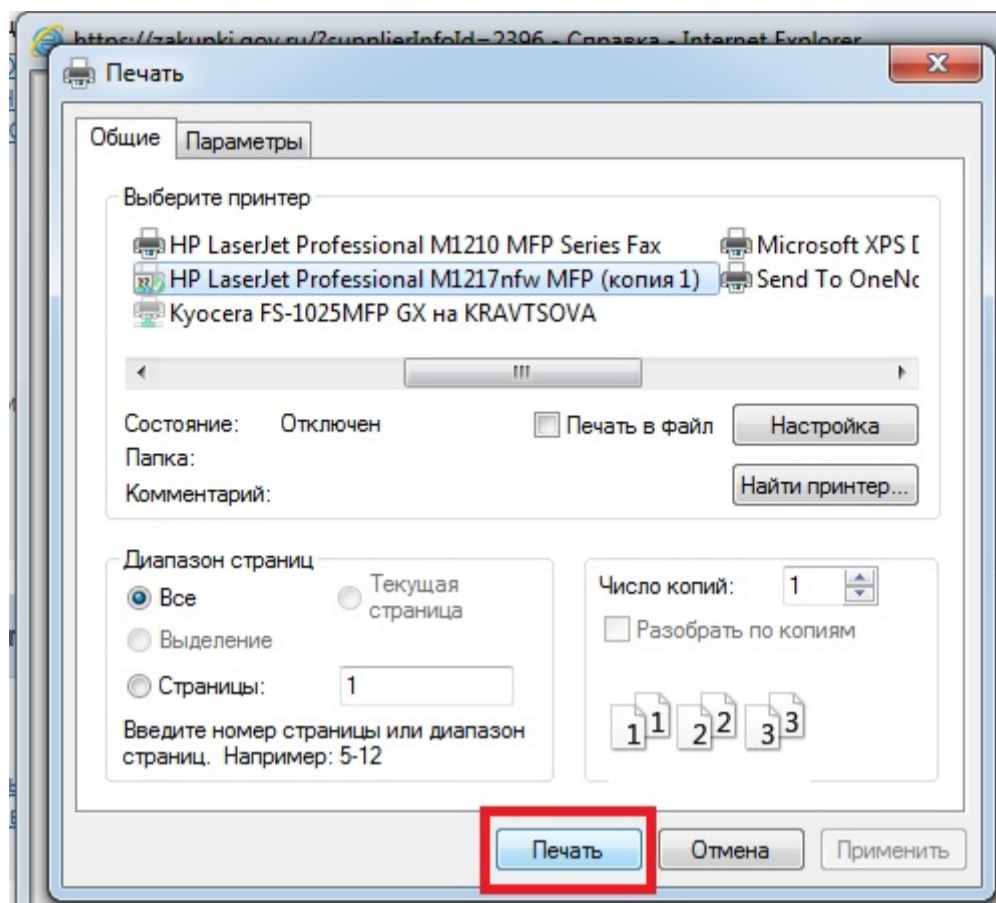 https://zakupki.gov.ru/?supplierInfoId=2396 - Справка - Internet Explorer
Печать
Общие
Параметры
Выберите принтер
HP LaserJet Professional M1210 MFP Series Fax
Microsoft XPS D
HP LaserJet Professional M1217nfw MFP (копия 1)
Send To OneNo
Kyocera FS-1025MFP GX на KRAVTSOVA
Состояние: Отключен
Печать в файл
Настройка
Папка:
Комментарий:
Найти принтер...
Диапазон страниц
Все
Текущая
страница
Выделение
Страницы: 1
Введите номер страницы или диапазон
страниц. Например: 5-12
Число копий: 1
Разобрать по копиям
1 1 2 2 3 3
Печать
Отмена
Применить